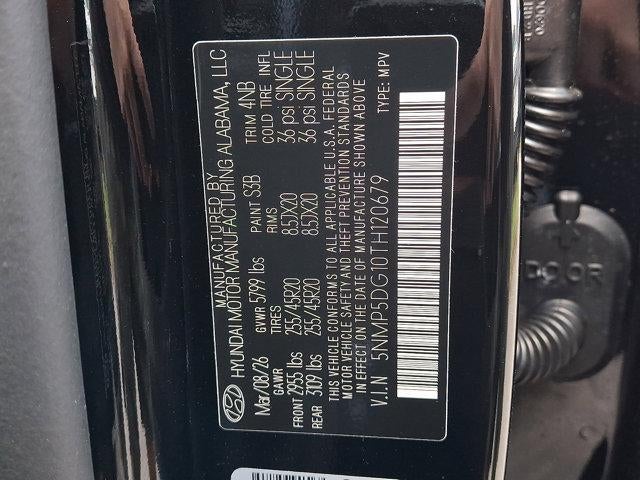 MANUFACTURED BY
HYUNDAI MOTOR MANUFACTURING ALABAMA, LLC
Mar/08/26 GVWR 5799 lbs PAINT S3B TRIM 4NB
GAWR TIRES RIMS COLD TIRE INFL
FRONT 2955 lbs 255/45R20 8.5JX20 36 psi SINGLE
REAR 3109 lbs 255/45R20 8.5JX20 36 psi SINGLE
THIS VEHICLE CONFORMS TO ALL APPLICABLE U.S.A. FEDERAL
MOTOR VEHICLE SAFETY AND THEFT PREVENTION STANDARDS
IN EFFECT ON THE DATE OF MANUFACTURE SHOWN ABOVE
V.I.N 5NMP5DG10TH120679 TYPE: MPV
DOOR